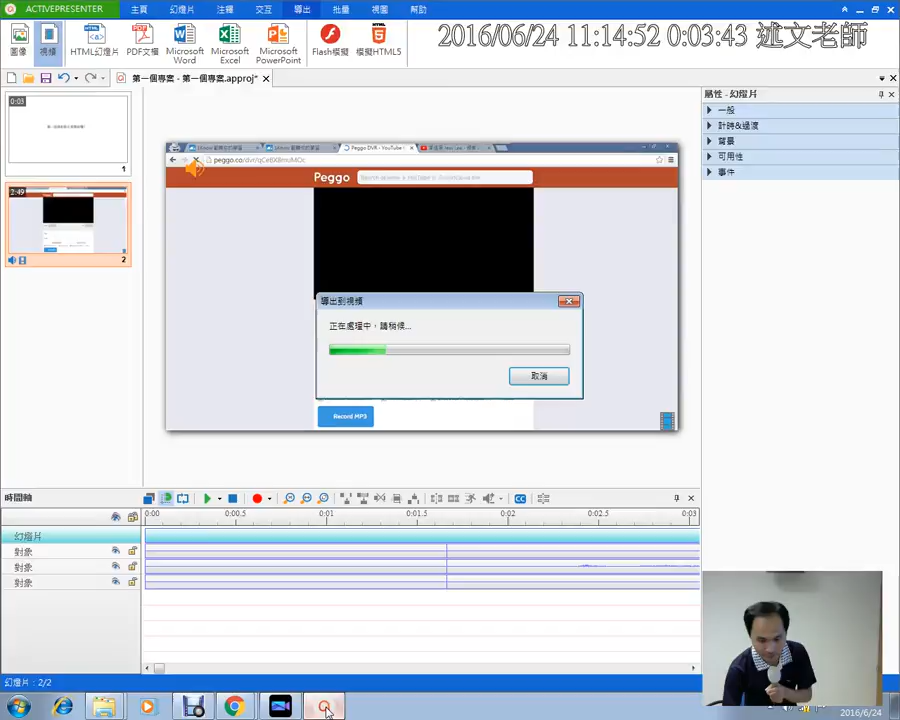 ACTIVEPRESENTER
主頁 幻燈片 注釋 交互 導出 批量 視圖 幫助
圖像 視頻 HTML幻燈片 PDF文檔 Microsoft Word Microsoft Excel Microsoft PowerPoint Flash模擬 模擬HTML5
2016/06/24 11:14:52 0:03:43 述文老師
第一個專案 - 第一個專案.approj*
屬性 - 幻燈片
一般
計時&過渡
背景
可用性
事件
0:03
1
2:49
2
Peggo DVR - YouTube
peggo.co/dvr/
Peggo
導出到視頻
正在處理中，請稍候...
取消
Record MP3
時間軸
0:00 0:00.5 0:01 0:01.5 0:02 0:02.5 0:03
幻燈片
對象
對象
對象
CC
幻燈片: 2/2
2016/6/24